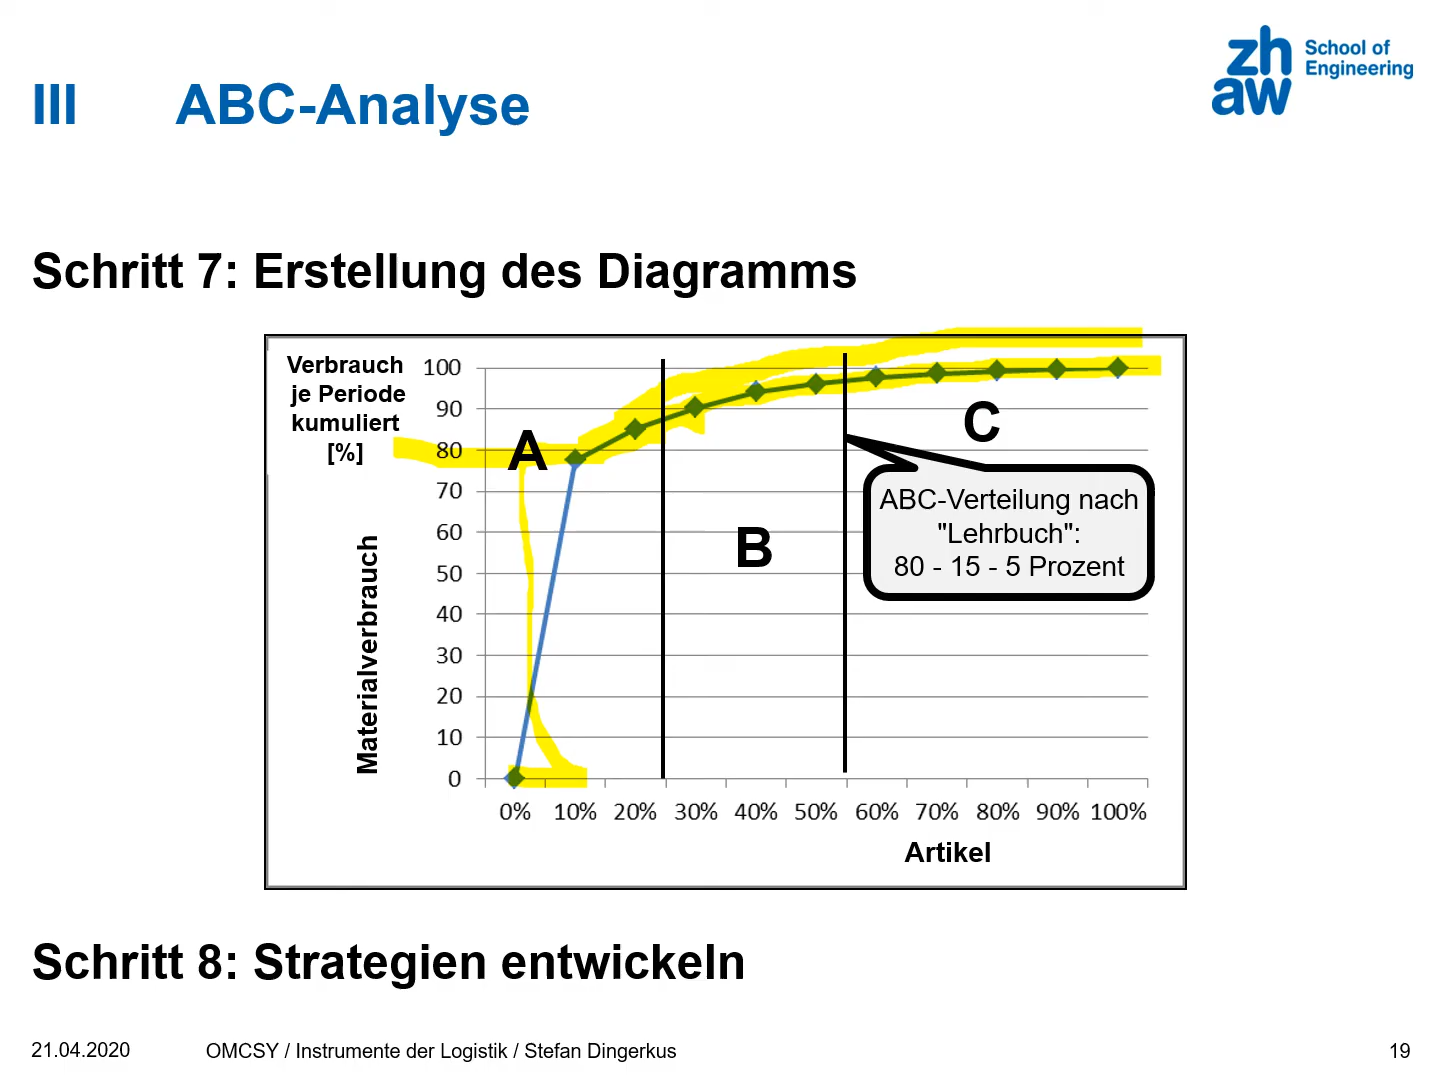 zh
aw
School of
Engineering
III ABC-Analyse
Schritt 7: Erstellung des Diagramms
Verbrauch
je Periode
kumuliert
[%]
Materialverbrauch
100
90
80
70
60
50
40
30
20
10
0
A
B
C
ABC-Verteilung nach
"Lehrbuch":
80 - 15 - 5 Prozent
0% 10% 20% 30% 40% 50% 60% 70% 80% 90% 100%
Artikel
Schritt 8: Strategien entwickeln
21.04.2020 OMCSY / Instrumente der Logistik / Stefan Dingerkus 19